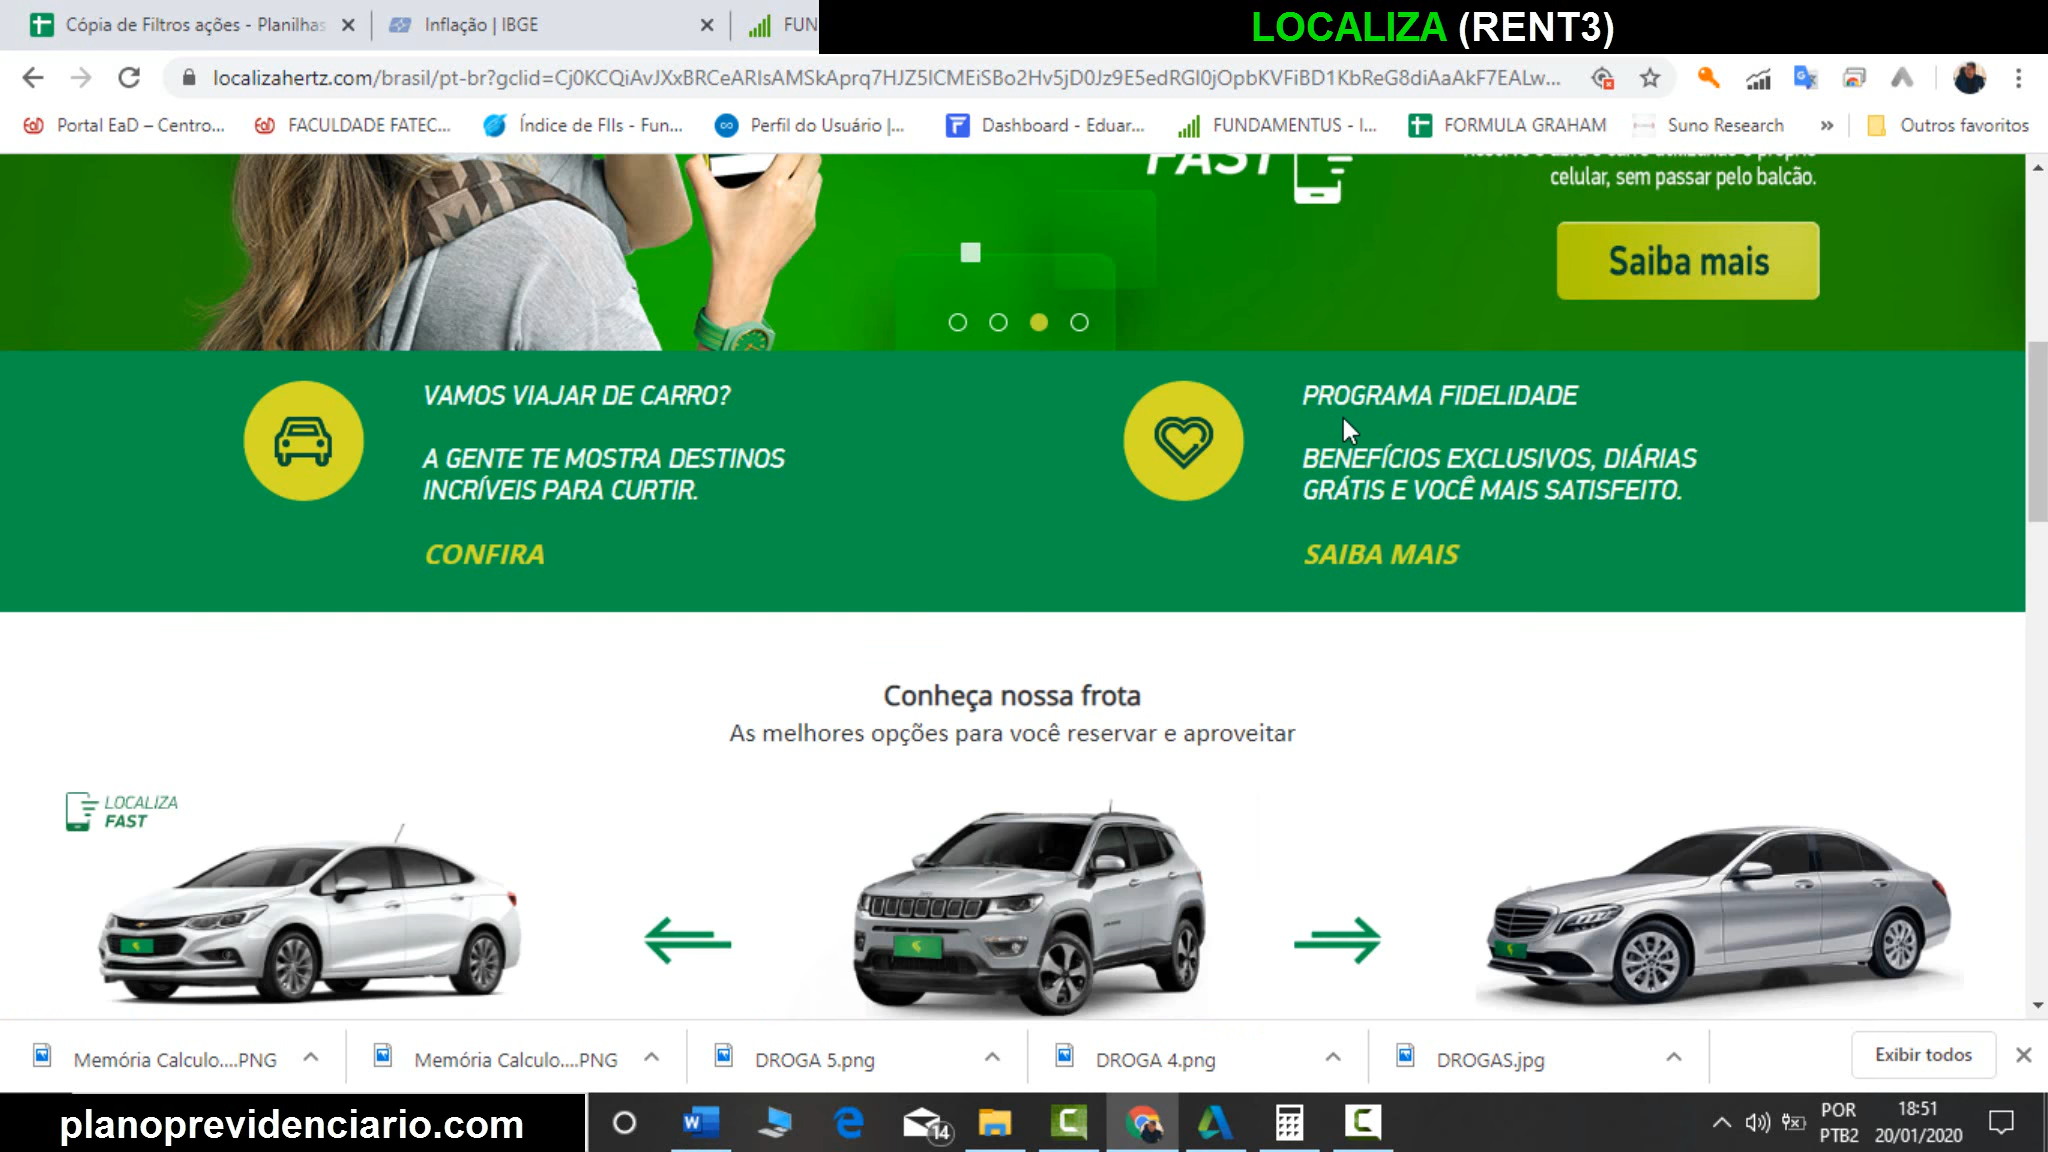 Cópia de Filtros ações - Planilhas
Inflação | IBGE
FUN
LOCALIZA (RENT3)
localizahertz.com/brasil/pt-br?gclid=Cj0KCQiAvJXxBRCeARIsAMSkAprq7HJZ5ICMEiSBo2Hv5jD0Jz9E5edRGI0jOpbKVFiBD1KbReG8diAaAkF7EALw...
Portal EaD – Centro...
FACULDADE FATEC...
Índice de FIIs - Fun...
Perfil do Usuário |...
Dashboard - Eduar...
FUNDAMENTUS - I...
FORMULA GRAHAM
Suno Research
Outros favoritos
FAST
celular, sem passar pelo balcão.
Saiba mais
VAMOS VIAJAR DE CARRO?
A GENTE TE MOSTRA DESTINOS
INCRÍVEIS PARA CURTIR.
CONFIRA
PROGRAMA FIDELIDADE
BENEFÍCIOS EXCLUSIVOS, DIÁRIAS
GRÁTIS E VOCÊ MAIS SATISFEITO.
SAIBA MAIS
Conheça nossa frota
As melhores opções para você reservar e aproveitar
LOCALIZA
FAST
Memória Calculo....PNG
Memória Calculo....PNG
DROGA 5.png
DROGA 4.png
DROGAS.jpg
Exibir todos
planoprevidenciario.com
14
POR
PTB2
18:51
20/01/2020